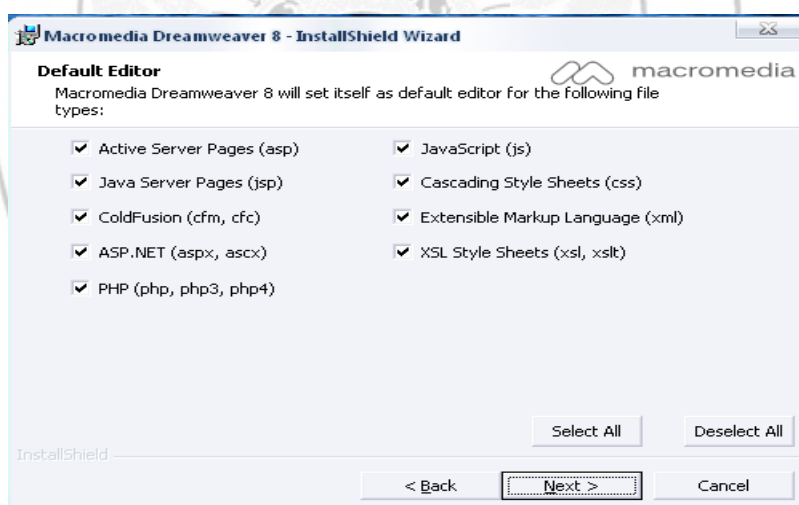 Macromedia Dreamweaver 8 - InstallShield Wizard
Default Editor
macromedia
Macromedia Dreamweaver 8 will set itself as default editor for the following file
types:
Active Server Pages (asp)
JavaScript (js)
Java Server Pages (jsp)
Cascading Style Sheets (css)
ColdFusion (cfm, cfc)
Extensible Markup Language (xml)
ASP.NET (aspx, ascx)
XSL Style Sheets (xsl, xslt)
PHP (php, php3, php4)
Select All
Deselect All
InstallShield
< Back
Next >
Cancel